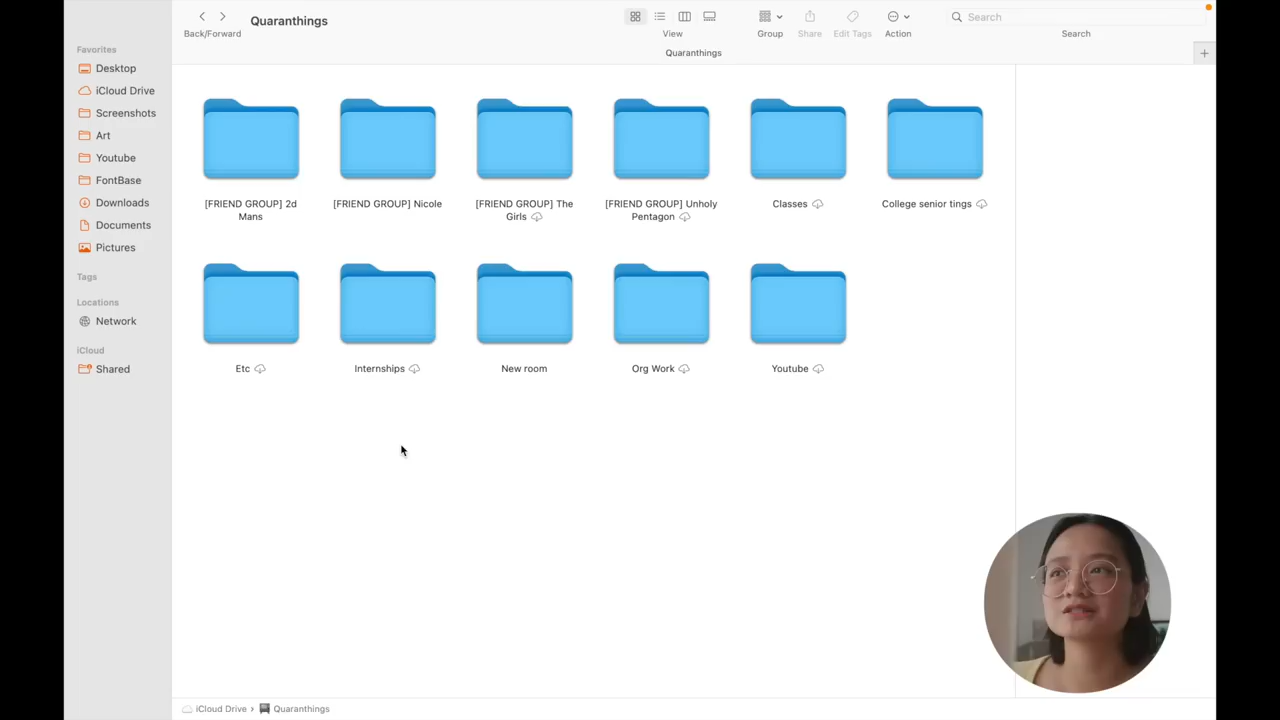 Quaranthings
Back/Forward
View
Group
Share
Edit Tags
Action
Search
Search
Quaranthings
Favorites
Desktop
iCloud Drive
Screenshots
Art
Youtube
FontBase
Downloads
Documents
Pictures
Tags
Locations
Network
iCloud
Shared
[FRIEND GROUP] 2d
Mans
[FRIEND GROUP] Nicole
[FRIEND GROUP] The
Girls
[FRIEND GROUP] Unholy
Pentagon
Classes
College senior tings
Etc
Internships
New room
Org Work
Youtube
iCloud Drive › Quaranthings